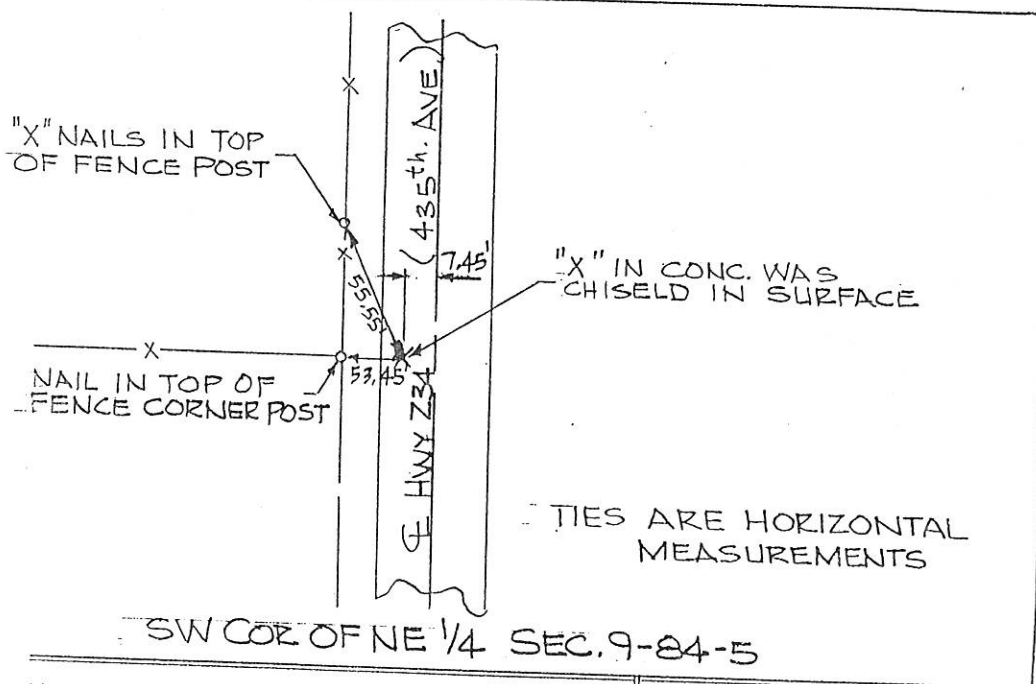 "X" NAILS IN TOP
OF FENCE POST
(435th. AVE.)
7.45'
"X" IN CONC. WAS
CHISELD IN SURFACE
55.55'
53.45'
NAIL IN TOP OF
FENCE CORNER POST
℄ HWY Z34
TIES ARE HORIZONTAL
MEASUREMENTS
SW COR OF NE 1/4 SEC. 9-84-5